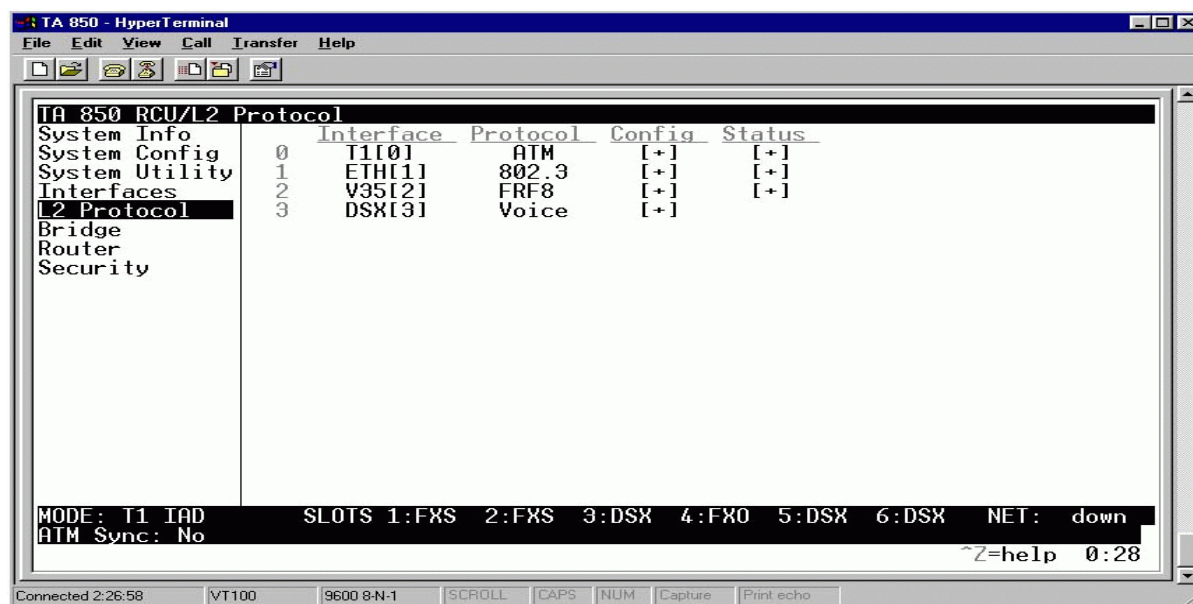 TA 850 - HyperTerminal
File Edit View Call Transfer Help
TA 850 RCU/L2 Protocol
System Info Interface Protocol Config Status
System Config 0 T1[0] ATM [+] [+]
System Utility 1 ETH[1] 802.3 [+] [+]
Interfaces 2 V35[2] FRF8 [+] [+]
L2 Protocol 3 DSX[3] Voice [+]
Bridge
Router
Security
MODE: T1 IAD SLOTS 1:FXS 2:FXS 3:DSX 4:FXO 5:DSX 6:DSX NET: down
ATM Sync: No
^Z=help 0:28
Connected 2:26:58 VT100 9600 8-N-1 SCROLL CAPS NUM Capture Print echo